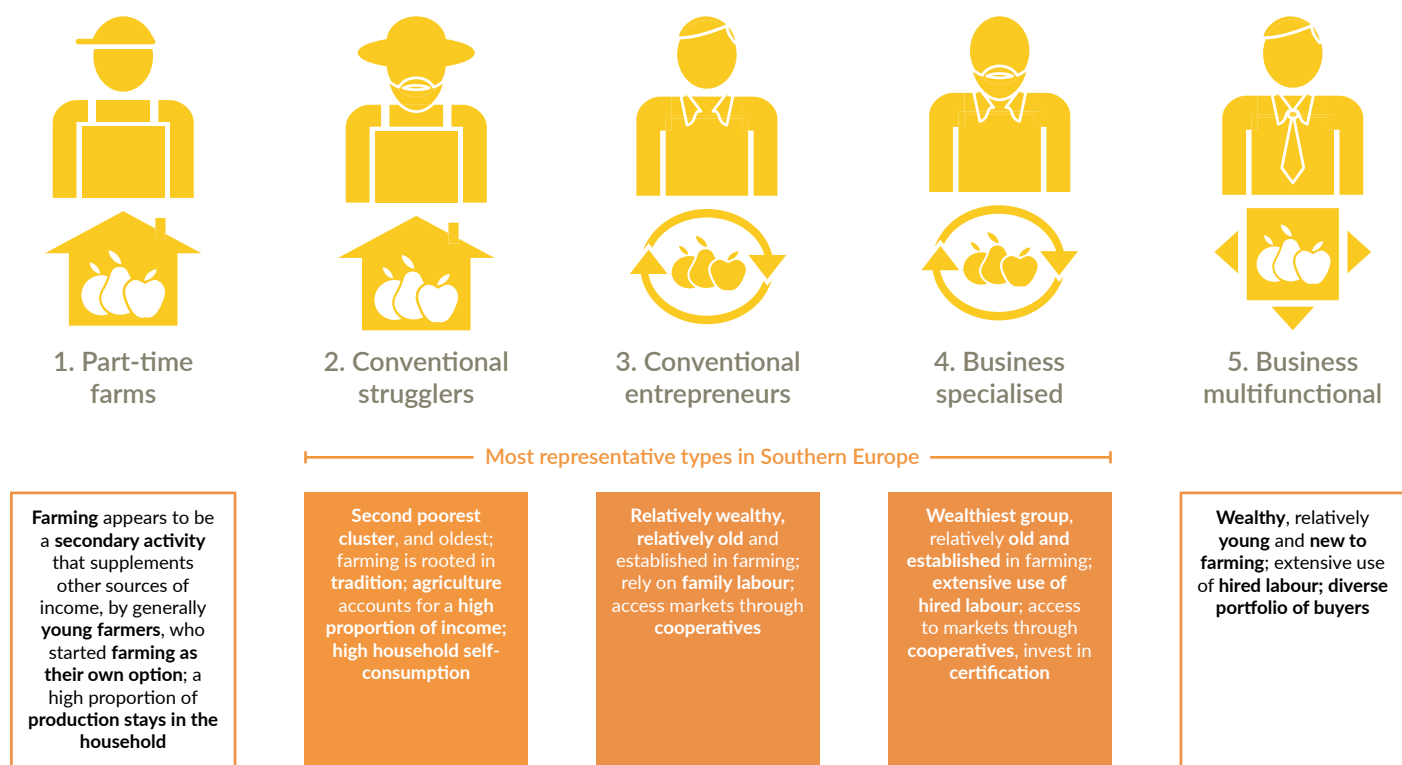 1. Part-time
farms
2. Conventional
strugglers
3. Conventional
entrepreneurs
4. Business
specialised
5. Business
multifunctional
Most representative types in Southern Europe
Farming appears to be
a secondary activity
that supplements
other sources of
income, by generally
young farmers, who
started farming as
their own option; a
high proportion of
production stays in the
household
Second poorest
cluster, and oldest;
farming is rooted in
tradition; agriculture
accounts for a high
proportion of income;
high household self-
consumption
Relatively wealthy,
relatively old and
established in farming;
rely on family labour;
access markets through
cooperatives
Wealthiest group,
relatively old and
established in farming;
extensive use of
hired labour; access
to markets through
cooperatives, invest in
certification
Wealthy, relatively
young and new to
farming; extensive use
of hired labour; diverse
portfolio of buyers